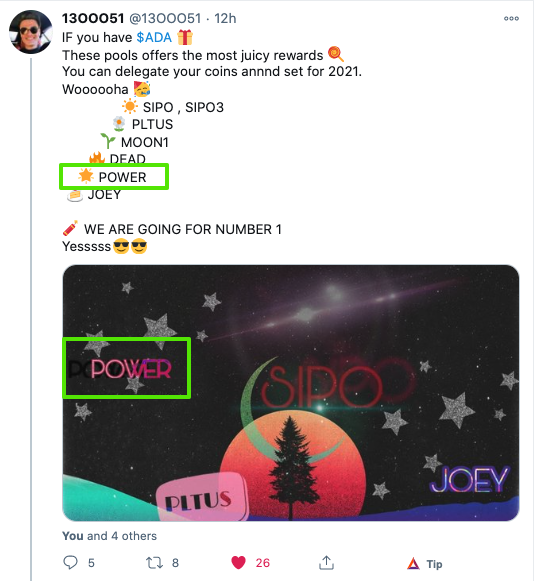 13OOO51 @13OOO51 · 12h
IF you have $ADA 🎁
These pools offers the most juicy rewards 🍭
You can delegate your coins annnd set for 2021.
Woooooha 🥳
☀️ SIPO , SIPO3
🌼 PLTUS
🌱 MOON1
🔥 DEAD
🌟 POWER
🍰 JOEY
🧨 WE ARE GOING FOR NUMBER 1
Yesssss😎😎
POWER
SIPO
JOEY
PLTUS
You and 4 others
5 8 26 Tip